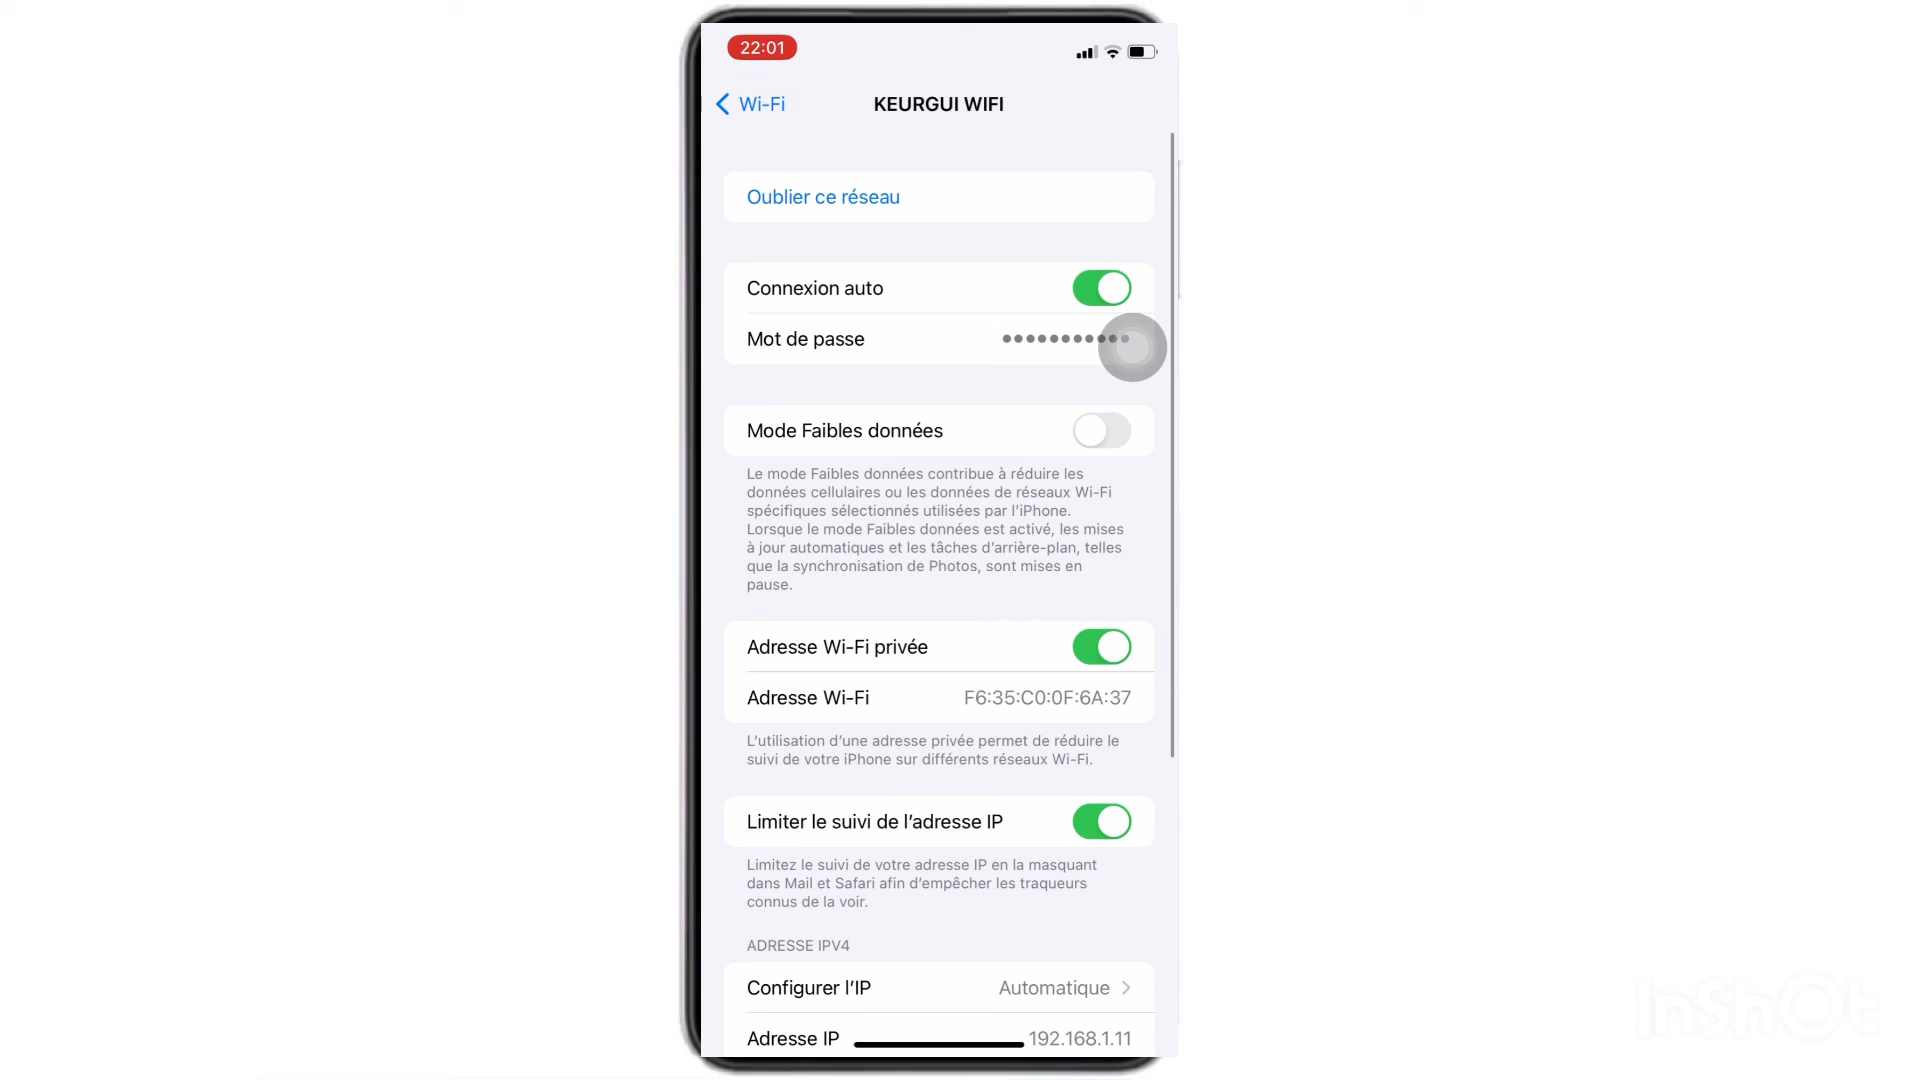 22:01
Wi-Fi
KEURGUI WIFI
Oublier ce réseau
Connexion auto
Mot de passe ●●●●●●●●●●●
Mode Faibles données
Le mode Faibles données contribue à réduire les
données cellulaires ou les données de réseaux Wi-Fi
spécifiques sélectionnés utilisées par l’iPhone.
Lorsque le mode Faibles données est activé, les mises
à jour automatiques et les tâches d’arrière-plan, telles
que la synchronisation de Photos, sont mises en
pause.
Adresse Wi-Fi privée
Adresse Wi-Fi F6:35:C0:0F:6A:37
L’utilisation d’une adresse privée permet de réduire le
suivi de votre iPhone sur différents réseaux Wi-Fi.
Limiter le suivi de l’adresse IP
Limitez le suivi de votre adresse IP en la masquant
dans Mail et Safari afin d’empêcher les traqueurs
connus de la voir.
ADRESSE IPV4
Configurer l’IP Automatique
Adresse IP 192.168.1.11
InShOt